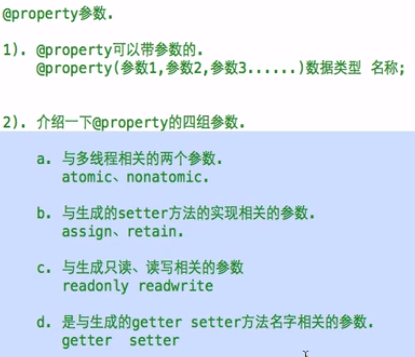 @property参数.
1). @property可以带参数的.
@property(参数1,参数2,参数3......)数据类型 名称;
2). 介绍一下@property的四组参数.
a. 与多线程相关的两个参数.
atomic、nonatomic.
b. 与生成的setter方法的实现相关的参数.
assign、retain.
c. 与生成只读、读写相关的参数
readonly readwrite
d. 是与生成的getter setter方法名字相关的参数.
getter setter